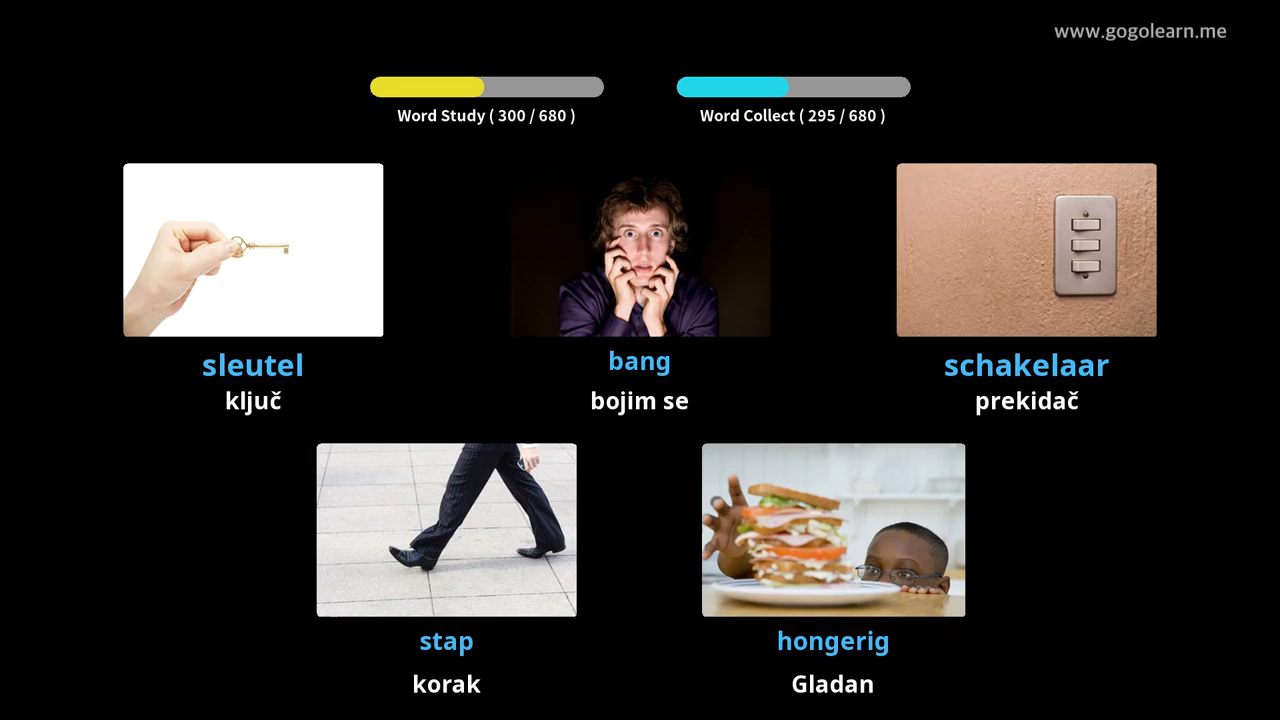 www.gogolearn.me
Word Study ( 300 / 680 )
Word Collect ( 295 / 680 )
sleutel
ključ
bang
bojim se
schakelaar
prekidač
stap
korak
hongerig
Gladan